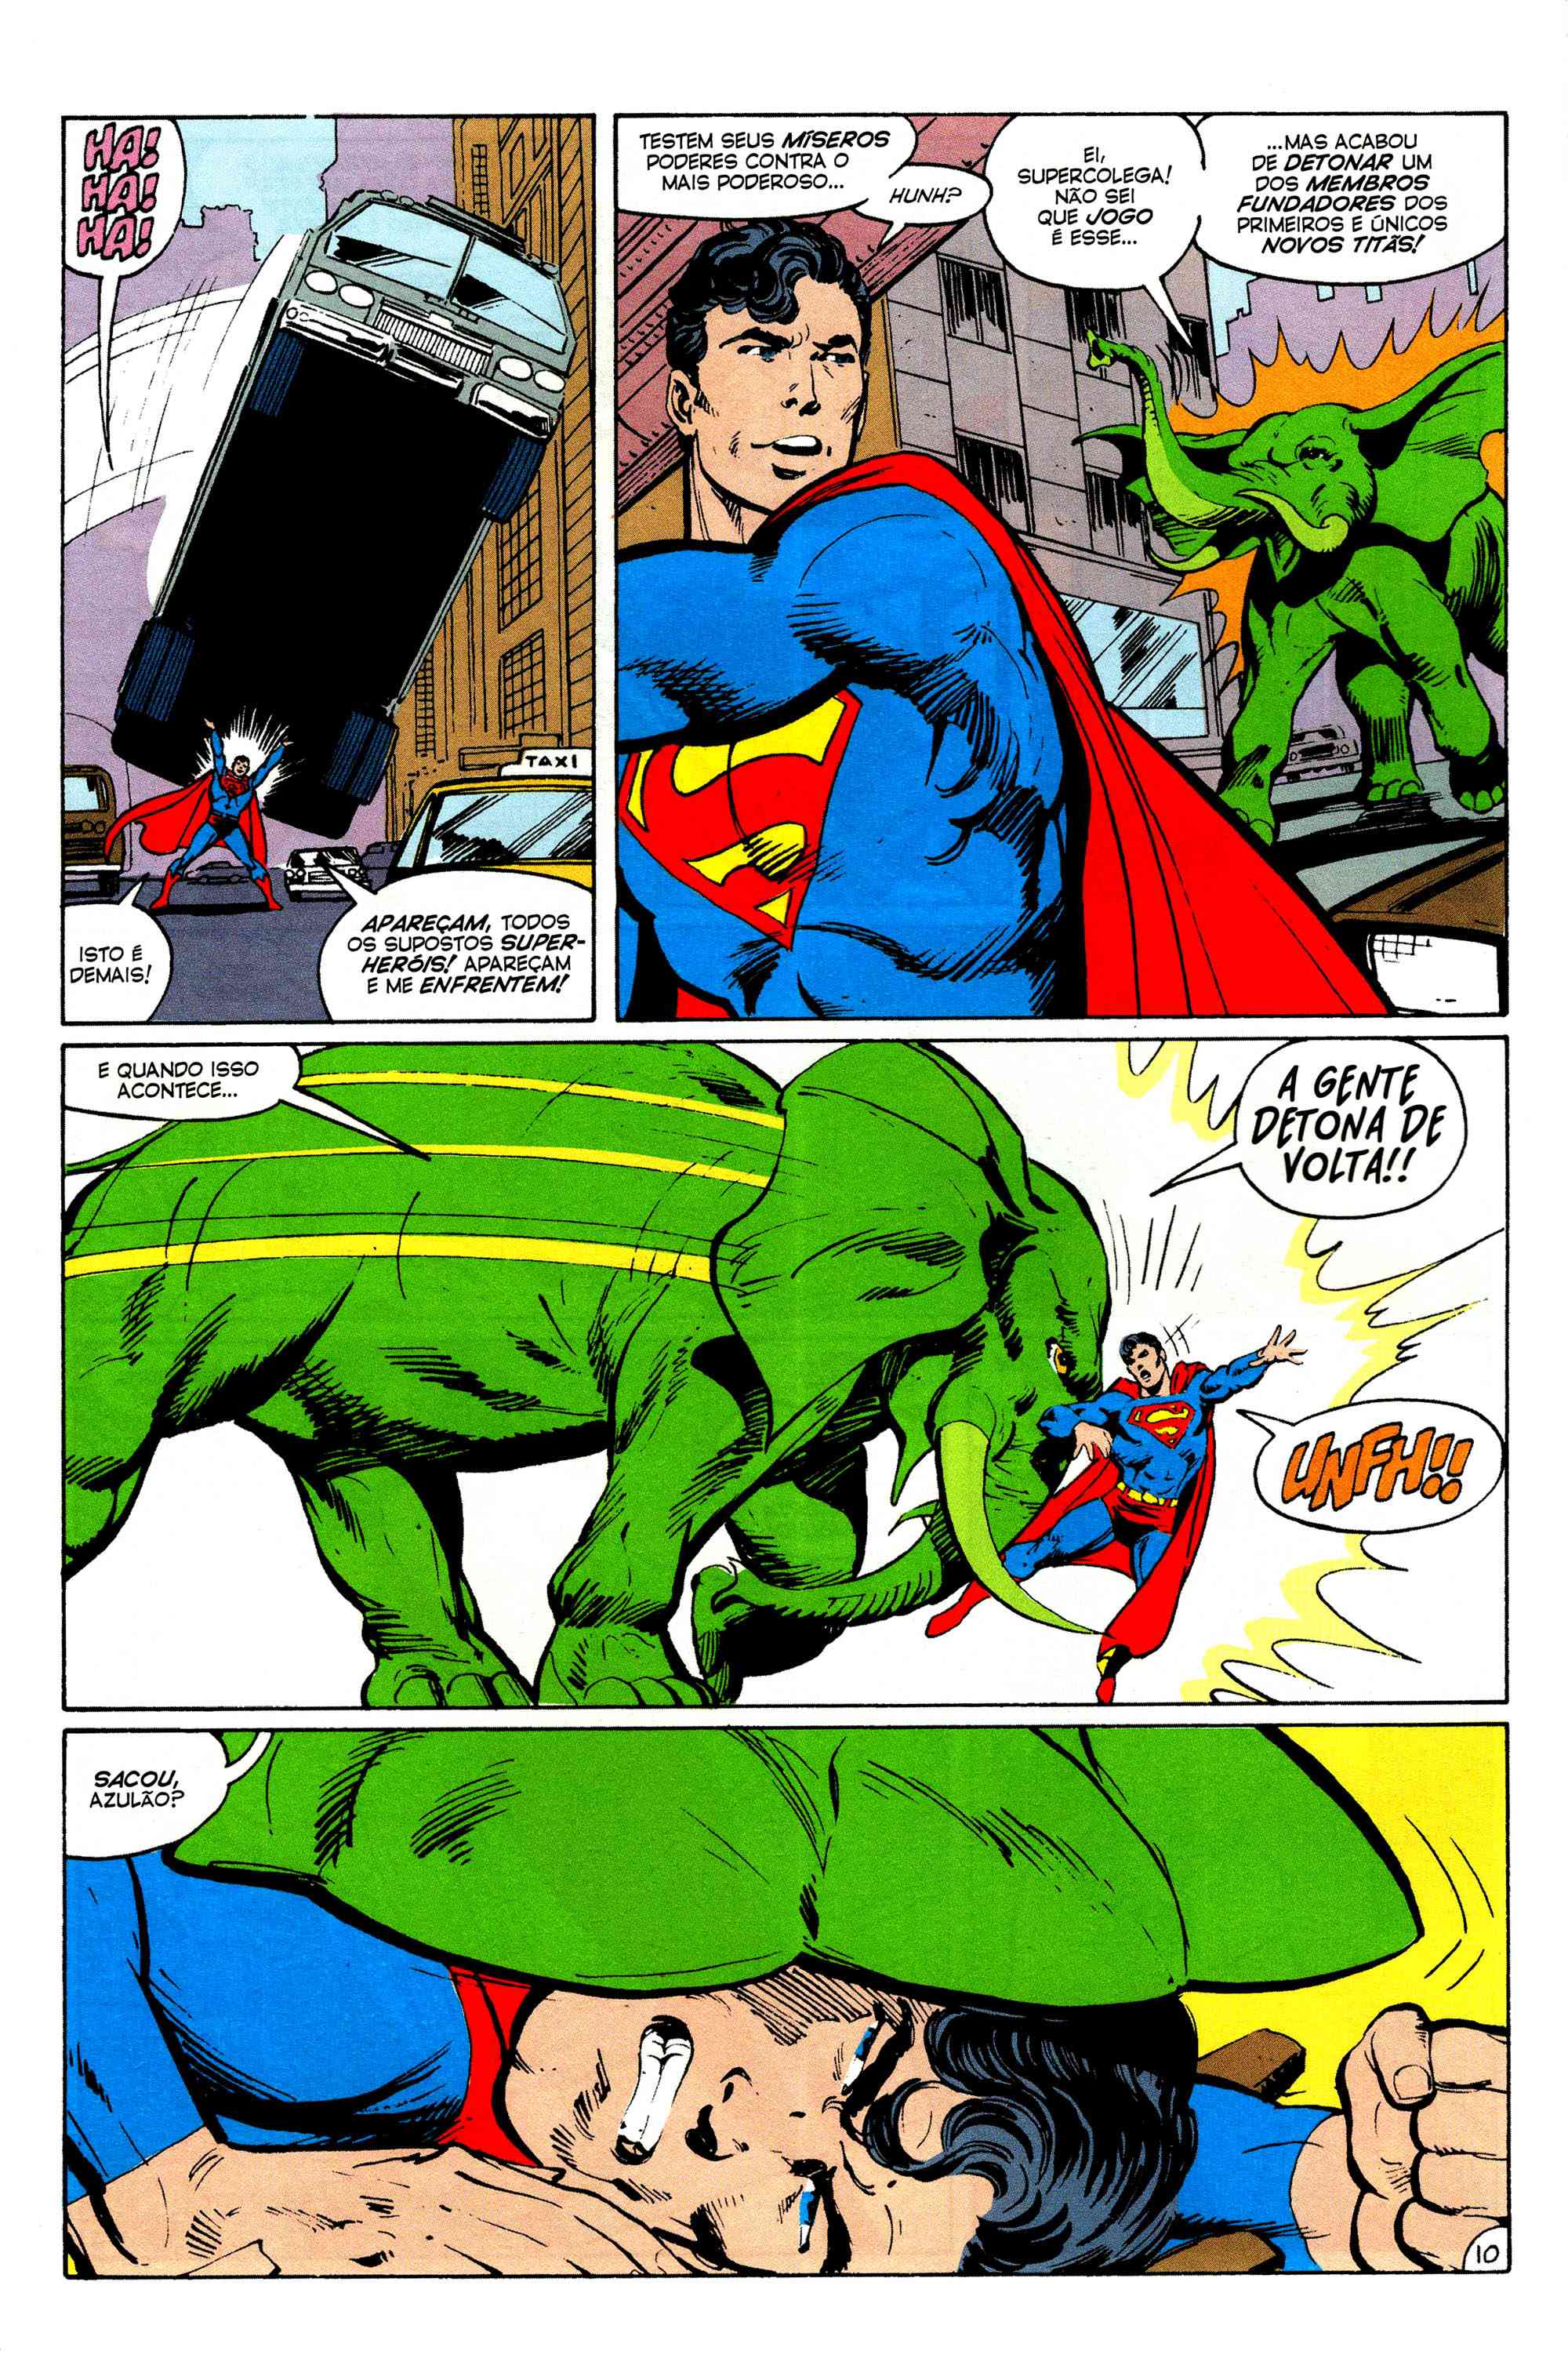 HA!
HA!
HA!
ISTO É
DEMAIS!
TAXI
APAREÇAM, TODOS
OS SUPOSTOS SUPER-
HERÓIS! APAREÇAM
E ME ENFRENTEM!
TESTEM SEUS MÍSEROS
PODERES CONTRA O
MAIS PODEROSO...
HUNH?
EI,
SUPERCOLEGA!
NÃO SEI
QUE JOGO
É ESSE...
...MAS ACABOU
DE DETONAR UM
DOS MEMBROS
FUNDADORES DOS
PRIMEIROS E ÚNICOS
NOVOS TITÃS!
E QUANDO ISSO
ACONTECE...
A GENTE
DETONA DE
VOLTA!!
UNFH!!
SACOU,
AZULÃO?
10